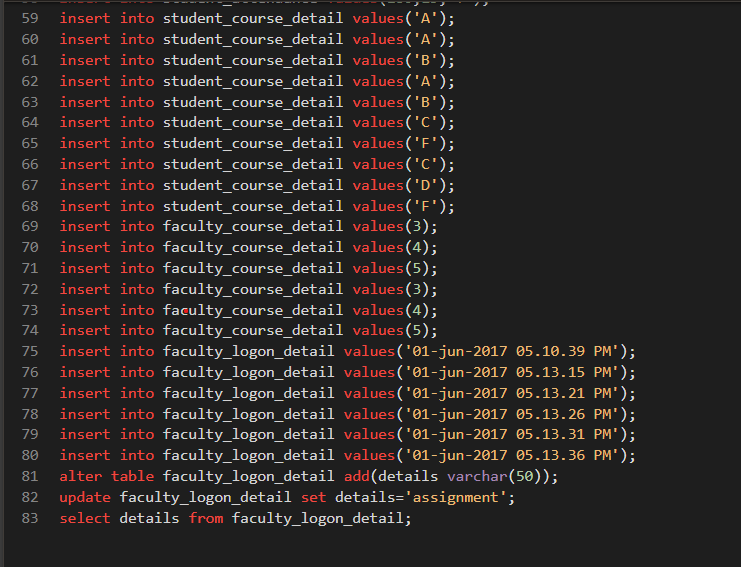 59 insert into student_course_detail values('A');
60 insert into student_course_detail values('A');
61 insert into student_course_detail values('B');
62 insert into student_course_detail values('A');
63 insert into student_course_detail values('B');
64 insert into student_course_detail values('C');
65 insert into student_course_detail values('F');
66 insert into student_course_detail values('C');
67 insert into student_course_detail values('D');
68 insert into student_course_detail values('F');
69 insert into faculty_course_detail values(3);
70 insert into faculty_course_detail values(4);
71 insert into faculty_course_detail values(5);
72 insert into faculty_course_detail values(3);
73 insert into faculty_course_detail values(4);
74 insert into faculty_course_detail values(5);
75 insert into faculty_logon_detail values('01-jun-2017 05.10.39 PM');
76 insert into faculty_logon_detail values('01-jun-2017 05.13.15 PM');
77 insert into faculty_logon_detail values('01-jun-2017 05.13.21 PM');
78 insert into faculty_logon_detail values('01-jun-2017 05.13.26 PM');
79 insert into faculty_logon_detail values('01-jun-2017 05.13.31 PM');
80 insert into faculty_logon_detail values('01-jun-2017 05.13.36 PM');
81 alter table faculty_logon_detail add(details varchar(50));
82 update faculty_logon_detail set details='assignment';
83 select details from faculty_logon_detail;